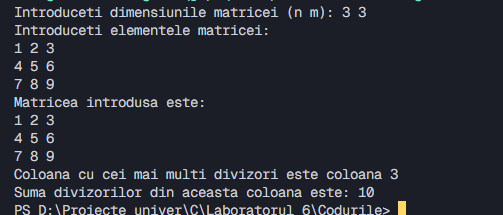 Introduceti dimensiunile matricei (n m): 3 3
Introduceti elementele matricei:
1 2 3
4 5 6
7 8 9
Matricea introdusa este:
1 2 3
4 5 6
7 8 9
Coloana cu cei mai multi divizori este coloana 3
Suma divizorilor din aceasta coloana este: 10
PS D:\Proiecte univer\C\Laboratorul 6\Codurile>